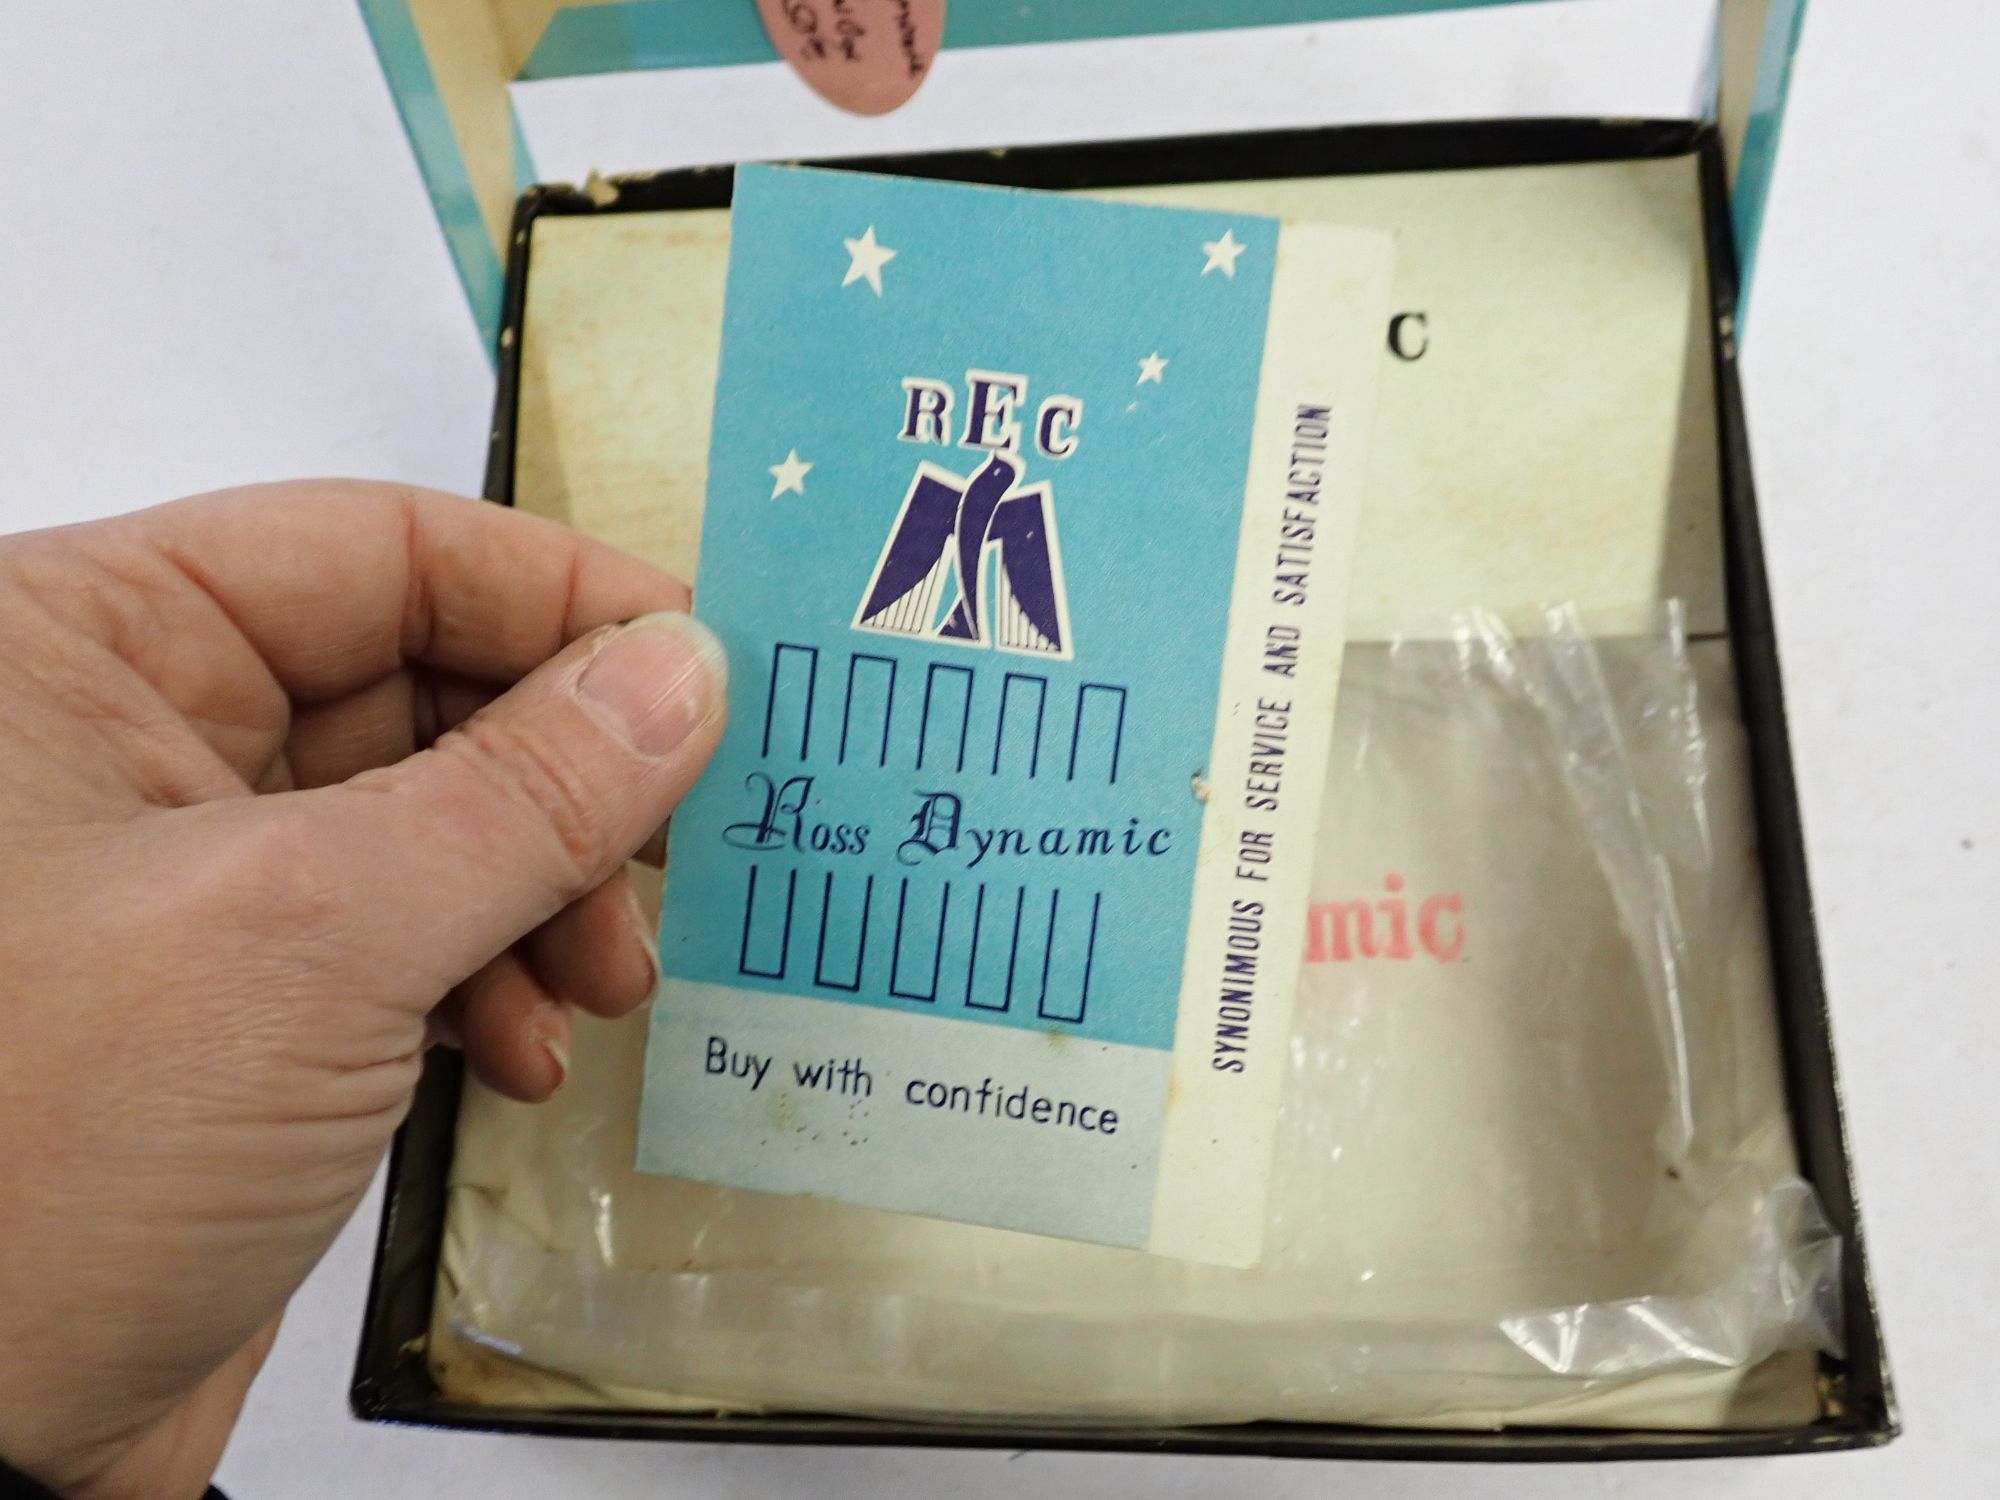 REC
Ross Dynamic
Buy with confidence
SYNONIMOUS FOR SERVICE AND SATISFACTION
C
mic